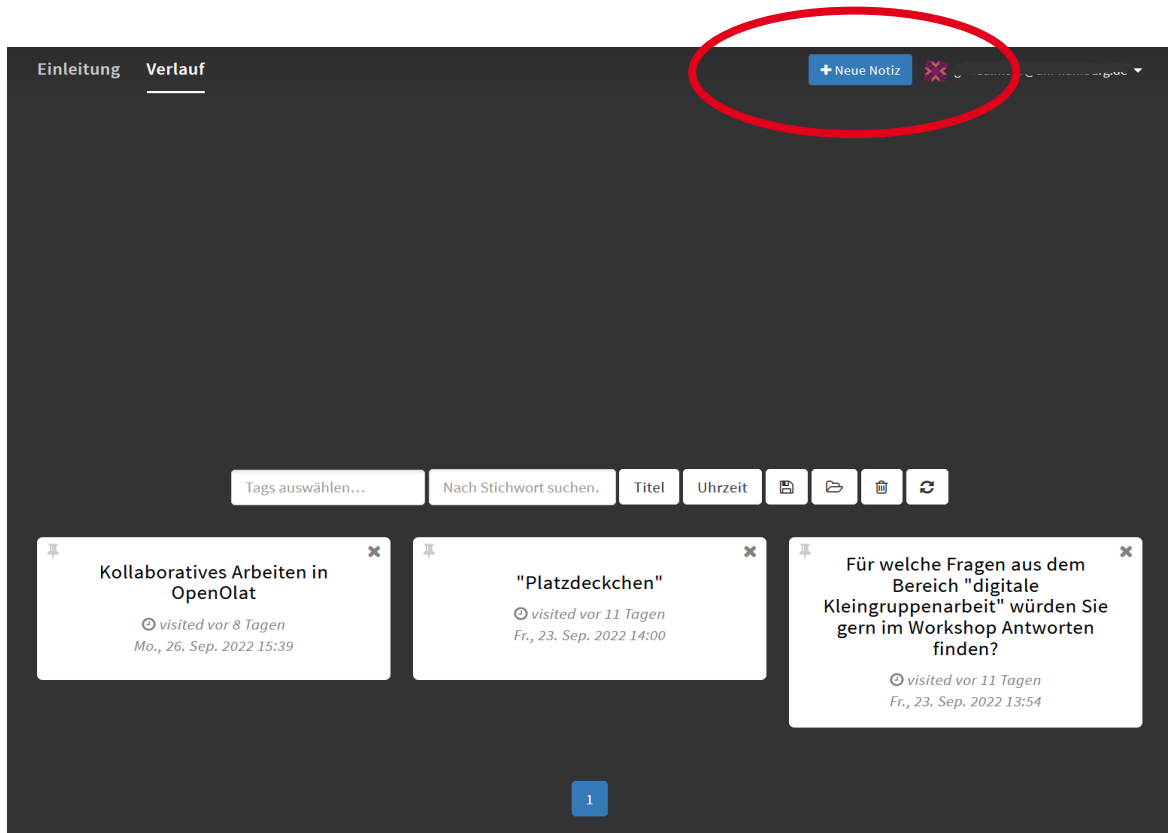 Einleitung Verlauf Neue Notiz
Tags auswählen... Nach Stichwort suchen. Titel Uhrzeit
Kollaboratives Arbeiten in
OpenOlat
visited vor 8 Tagen
Mo., 26. Sep. 2022 15:39
"Platzdeckchen"
visited vor 11 Tagen
Fr., 23. Sep. 2022 14:00
Für welche Fragen aus dem
Bereich "digitale
Kleingruppenarbeit" würden Sie
gern im Workshop Antworten
finden?
visited vor 11 Tagen
Fr., 23. Sep. 2022 13:54
1